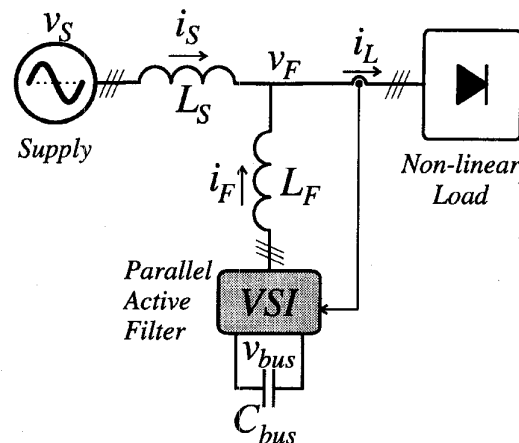 v_S
i_S
v_F
i_L
L_S
Supply
Non-linear
Load
i_F
L_F
Parallel
Active
Filter
VSI
v_bus
C_bus